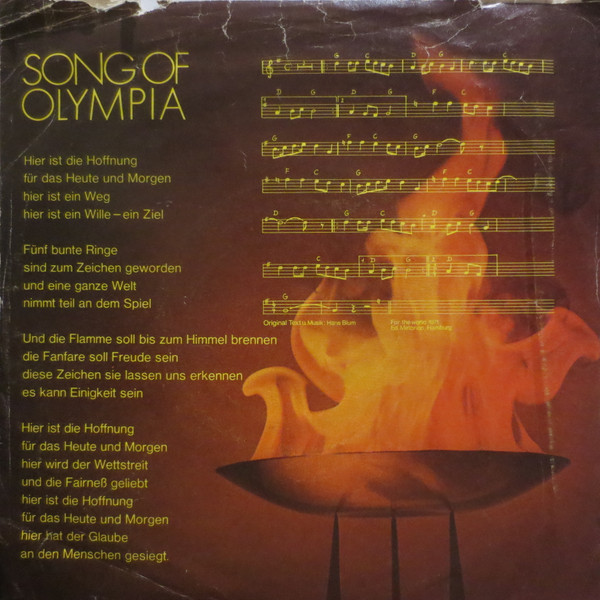 SONG OF
OLYMPIA
Hier ist die Hoffnung
für das Heute und Morgen
hier ist ein Weg
hier ist ein Wille – ein Ziel
Fünf bunte Ringe
sind zum Zeichen geworden
und eine ganze Welt
nimmt teil an dem Spiel
Und die Flamme soll bis zum Himmel brennen
die Fanfare soll Freude sein
diese Zeichen sie lassen uns erkennen
es kann Einigkeit sein
Hier ist die Hoffnung
für das Heute und Morgen
hier wird der Wettstreit
und die Fairneß geliebt
hier ist die Hoffnung
für das Heute und Morgen
hier hat der Glaube
an den Menschen gesiegt.
G C D G C
D G D G F C
G F C G C
G C D G F C
D G C D G
G C D G D G
G
Original Text u. Musik: Hans Blum
For the world